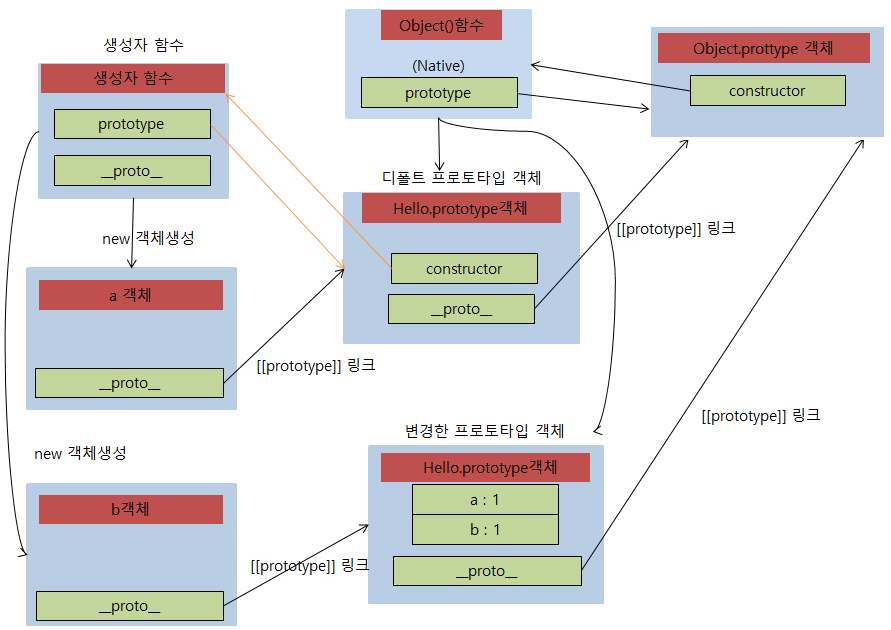 생성자 함수
생성자 함수
prototype
__proto__
new 객체생성
a 객체
__proto__
[[prototype]] 링크
new 객체생성
b객체
__proto__
[[prototype]] 링크
Object()함수
(Native)
prototype
디폴트 프로토타입 객체
Hello.prototype객체
constructor
__proto__
[[prototype]] 링크
Object.prottype 객체
constructor
변경한 프로토타입 객체
Hello.prototype객체
a : 1
b : 1
__proto__
[[prototype]] 링크